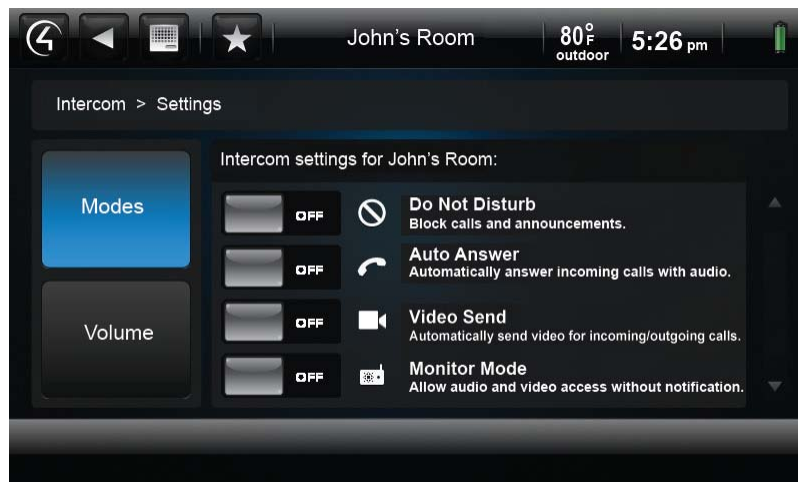 John's Room
80°F
outdoor
5:26 pm
Intercom > Settings
Modes
Volume
Intercom settings for John's Room:
OFF
Do Not Disturb
Block calls and announcements.
OFF
Auto Answer
Automatically answer incoming calls with audio.
OFF
Video Send
Automatically send video for incoming/outgoing calls.
OFF
Monitor Mode
Allow audio and video access without notification.